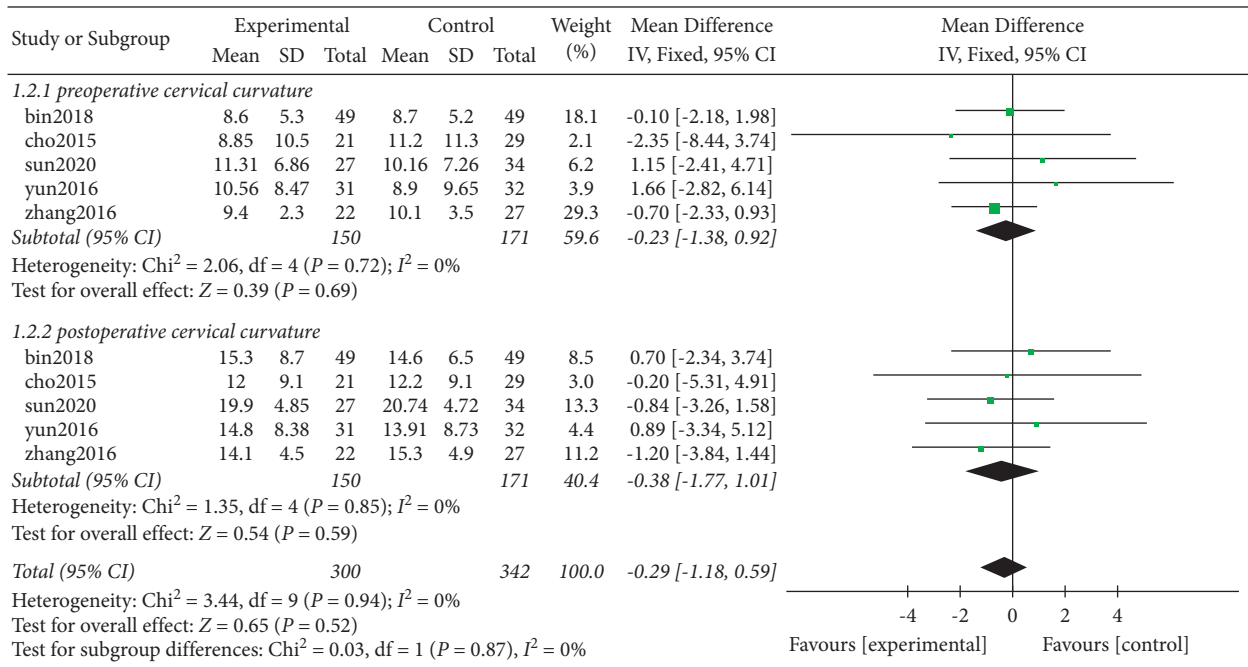 Study or Subgroup Experimental Control Weight (%) Mean Difference IV, Fixed, 95% CI Mean Difference IV, Fixed, 95% CI
Mean SD Total Mean SD Total
1.2.1 preoperative cervical curvature
bin2018 8.6 5.3 49 8.7 5.2 49 18.1 -0.10 [-2.18, 1.98]
cho2015 8.85 10.5 21 11.2 11.3 29 2.1 -2.35 [-8.44, 3.74]
sun2020 11.31 6.86 27 10.16 7.26 34 6.2 1.15 [-2.41, 4.71]
yun2016 10.56 8.47 31 8.9 9.65 32 3.9 1.66 [-2.82, 6.14]
zhang2016 9.4 2.3 22 10.1 3.5 27 29.3 -0.70 [-2.33, 0.93]
Subtotal (95% CI) 150 171 59.6 -0.23 [-1.38, 0.92]
Heterogeneity: Chi² = 2.06, df = 4 (P = 0.72); I² = 0%
Test for overall effect: Z = 0.39 (P = 0.69)
1.2.2 postoperative cervical curvature
bin2018 15.3 8.7 49 14.6 6.5 49 8.5 0.70 [-2.34, 3.74]
cho2015 12 9.1 21 12.2 9.1 29 3.0 -0.20 [-5.31, 4.91]
sun2020 19.9 4.85 27 20.74 4.72 34 13.3 -0.84 [-3.26, 1.58]
yun2016 14.8 8.38 31 13.91 8.73 32 4.4 0.89 [-3.34, 5.12]
zhang2016 14.1 4.5 22 15.3 4.9 27 11.2 -1.20 [-3.84, 1.44]
Subtotal (95% CI) 150 171 40.4 -0.38 [-1.77, 1.01]
Heterogeneity: Chi² = 1.35, df = 4 (P = 0.85); I² = 0%
Test for overall effect: Z = 0.54 (P = 0.59)
Total (95% CI) 300 342 100.0 -0.29 [-1.18, 0.59]
Heterogeneity: Chi² = 3.44, df = 9 (P = 0.94); I² = 0%
Test for overall effect: Z = 0.65 (P = 0.52)
Test for subgroup differences: Chi² = 0.03, df = 1 (P = 0.87), I² = 0%
-4 -2 0 2 4
Favours [experimental] Favours [control]